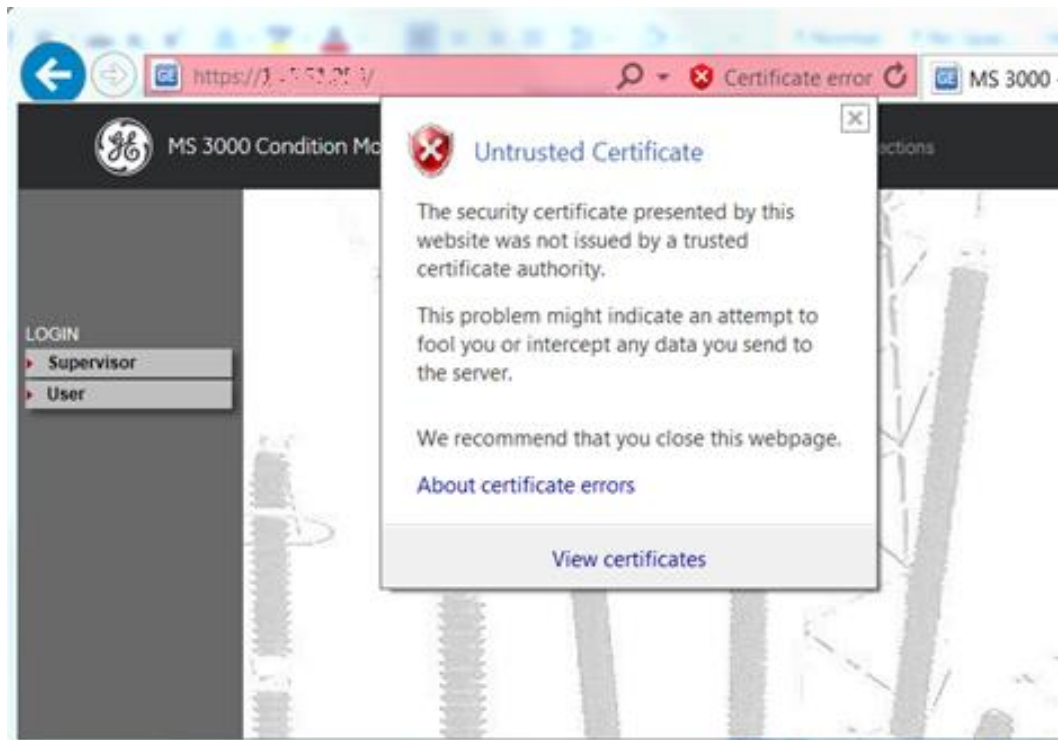 https://
Certificate error
MS 3000
GE
MS 3000 Condition Mo
ections
Untrusted Certificate
The security certificate presented by this
website was not issued by a trusted
certificate authority.
This problem might indicate an attempt to
fool you or intercept any data you send to
the server.
We recommend that you close this webpage.
About certificate errors
View certificates
LOGIN
Supervisor
User